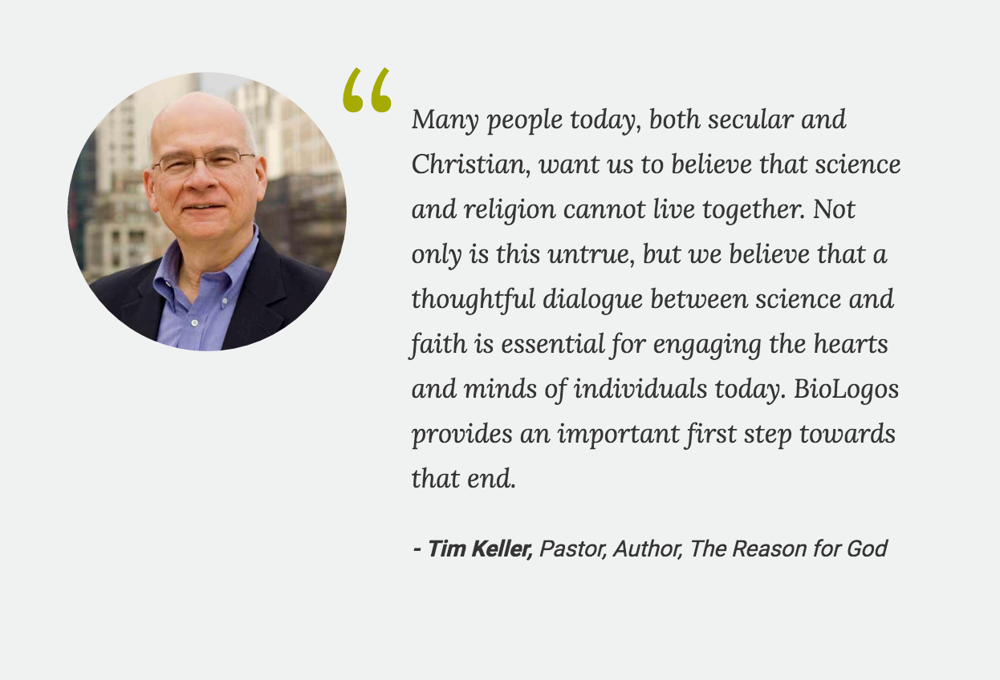 “
Many people today, both secular and
Christian, want us to believe that science
and religion cannot live together. Not
only is this untrue, but we believe that a
thoughtful dialogue between science and
faith is essential for engaging the hearts
and minds of individuals today. BioLogos
provides an important first step towards
that end.
- Tim Keller, Pastor, Author, The Reason for God